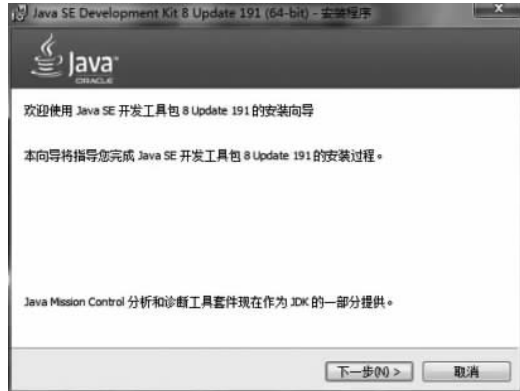 Java SE Development Kit 8 Update 191 (64-bit) - 安装程序
Java
ORACLE
欢迎使用 Java SE 开发工具包 8 Update 191 的安装向导
本向导将指导您完成 Java SE 开发工具包 8 Update 191 的安装过程。
Java Mission Control 分析和诊断工具套件现在作为 JDK 的一部分提供。
下一步(N) > 取消